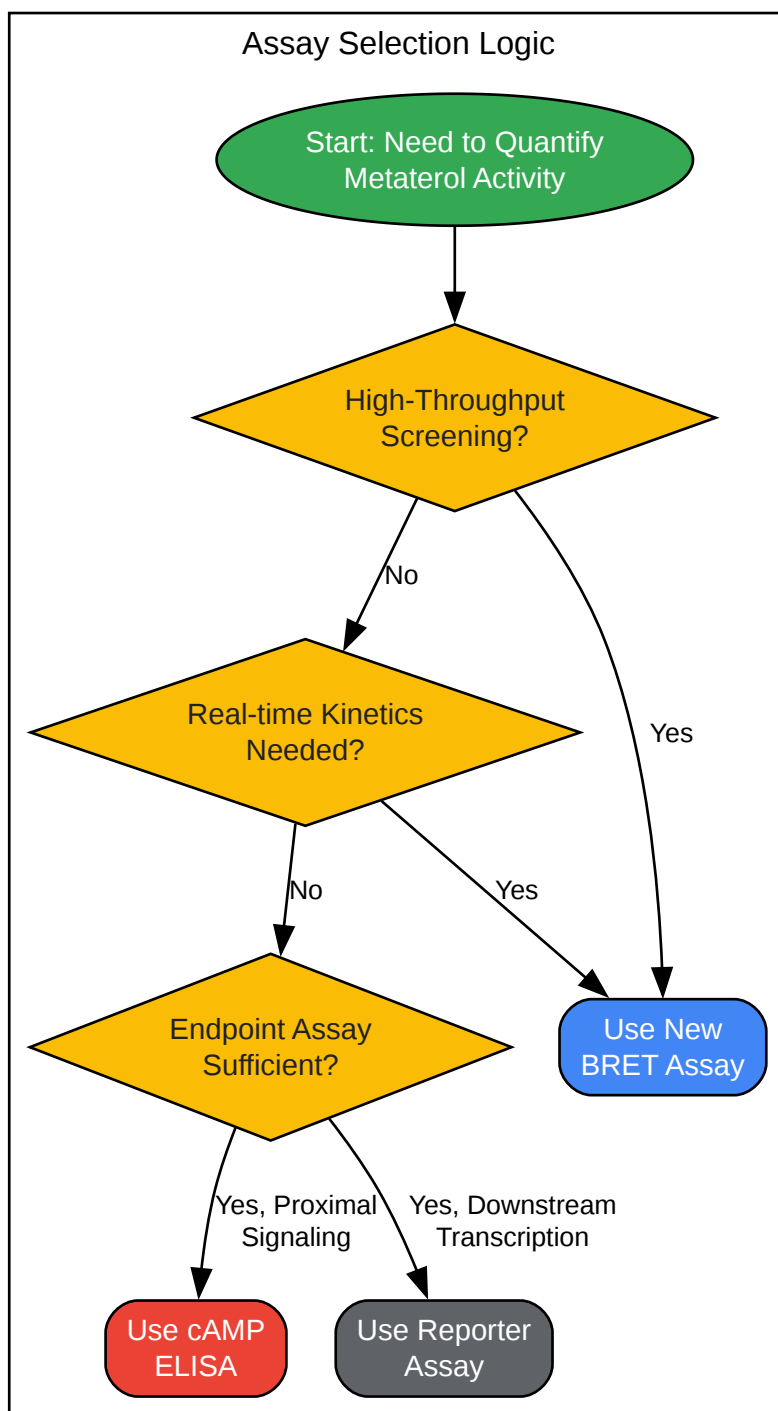 Assay Selection Logic
Start: Need to Quantify
Metaterol Activity
High-Throughput
Screening?
No
Yes
Real-time Kinetics
Needed?
No
Yes
Use New
BRET Assay
Endpoint Assay
Sufficient?
Yes, Proximal
Signaling
Yes, Downstream
Transcription
Use cAMP
ELISA
Use Reporter
Assay